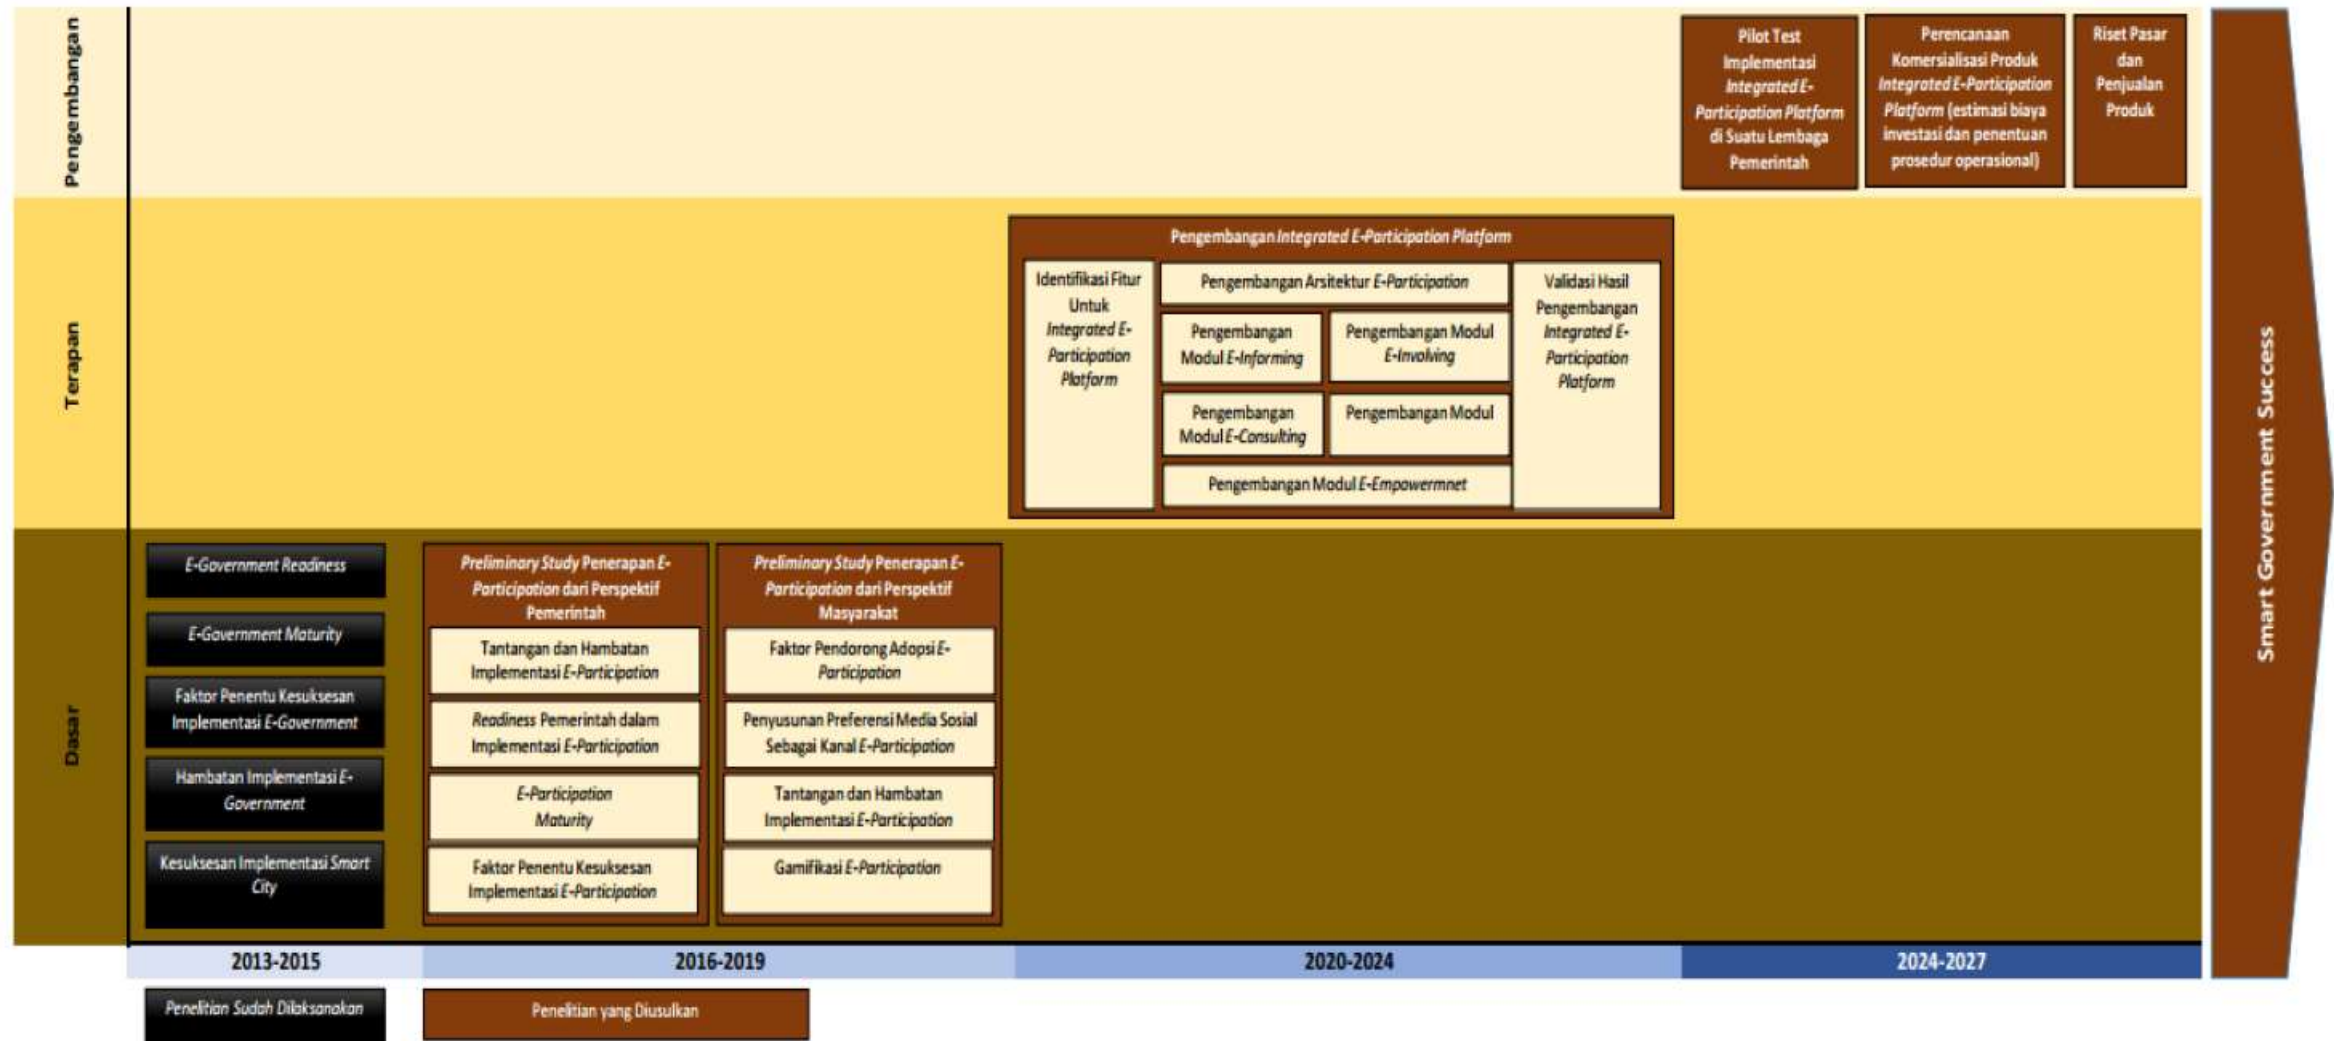 Pengembangan
Pilot Test
Implementasi
Integrated E-
Participation Platform
di Suatu Lembaga
Pemerintah
Perencanaan
Komersialisasi Produk
Integrated E-Participation
Platform (estimasi biaya
investasi dan penentuan
prosedur operasional)
Riset Pasar
dan
Penjualan
Produk
Terapan
Pengembangan Integrated E-Participation Platform
Identifikasi Fitur
Untuk
Integrated E-
Participation
Platform
Pengembangan Arsitektur E-Participation
Pengembangan
Modul E-Informing
Pengembangan Modul
E-Involving
Pengembangan
Modul E-Consulting
Pengembangan Modul
Pengembangan Modul E-Empowermnet
Validasi Hasil
Pengembangan
Integrated E-
Participation
Platform
Dasar
E-Government Readiness
E-Government Maturity
Faktor Penentu Kesuksesan
Implementasi E-Government
Hambatan Implementasi E-
Government
Kesuksesan Implementasi Smart
City
Preliminary Study Penerapan E-
Participation dari Perspektif
Pemerintah
Tantangan dan Hambatan
Implementasi E-Participation
Readiness Pemerintah dalam
Implementasi E-Participation
E-Participation
Maturity
Faktor Penentu Kesuksesan
Implementasi E-Participation
Preliminary Study Penerapan E-
Participation dari Perspektif
Masyarakat
Faktor Pendorong Adopsi E-
Participation
Penyusunan Preferensi Media Sosial
Sebagai Kanal E-Participation
Tantangan dan Hambatan
Implementasi E-Participation
Gamifikasi E-Participation
2013-2015
2016-2019
2020-2024
2024-2027
Penelitian Sudah Dilaksanakan
Penelitian yang Diusulkan
Smart Government Success